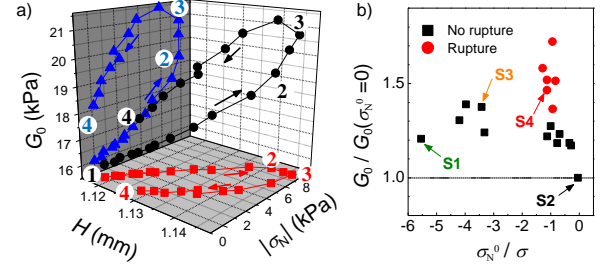 a)
G₀ (kPa)
21
20
19
18
17
16
3
3
2
2
4
4
1
2
3
4
1.12
1.13
1.14
H (mm)
0
2
4
6
8
|σN| (kPa)
b)
No rupture
Rupture
G₀ / G₀(σN⁰=0)
1.5
1.0
S3
S4
S1
S2
-6 -5 -4 -3 -2 -1 0
σN⁰/σ